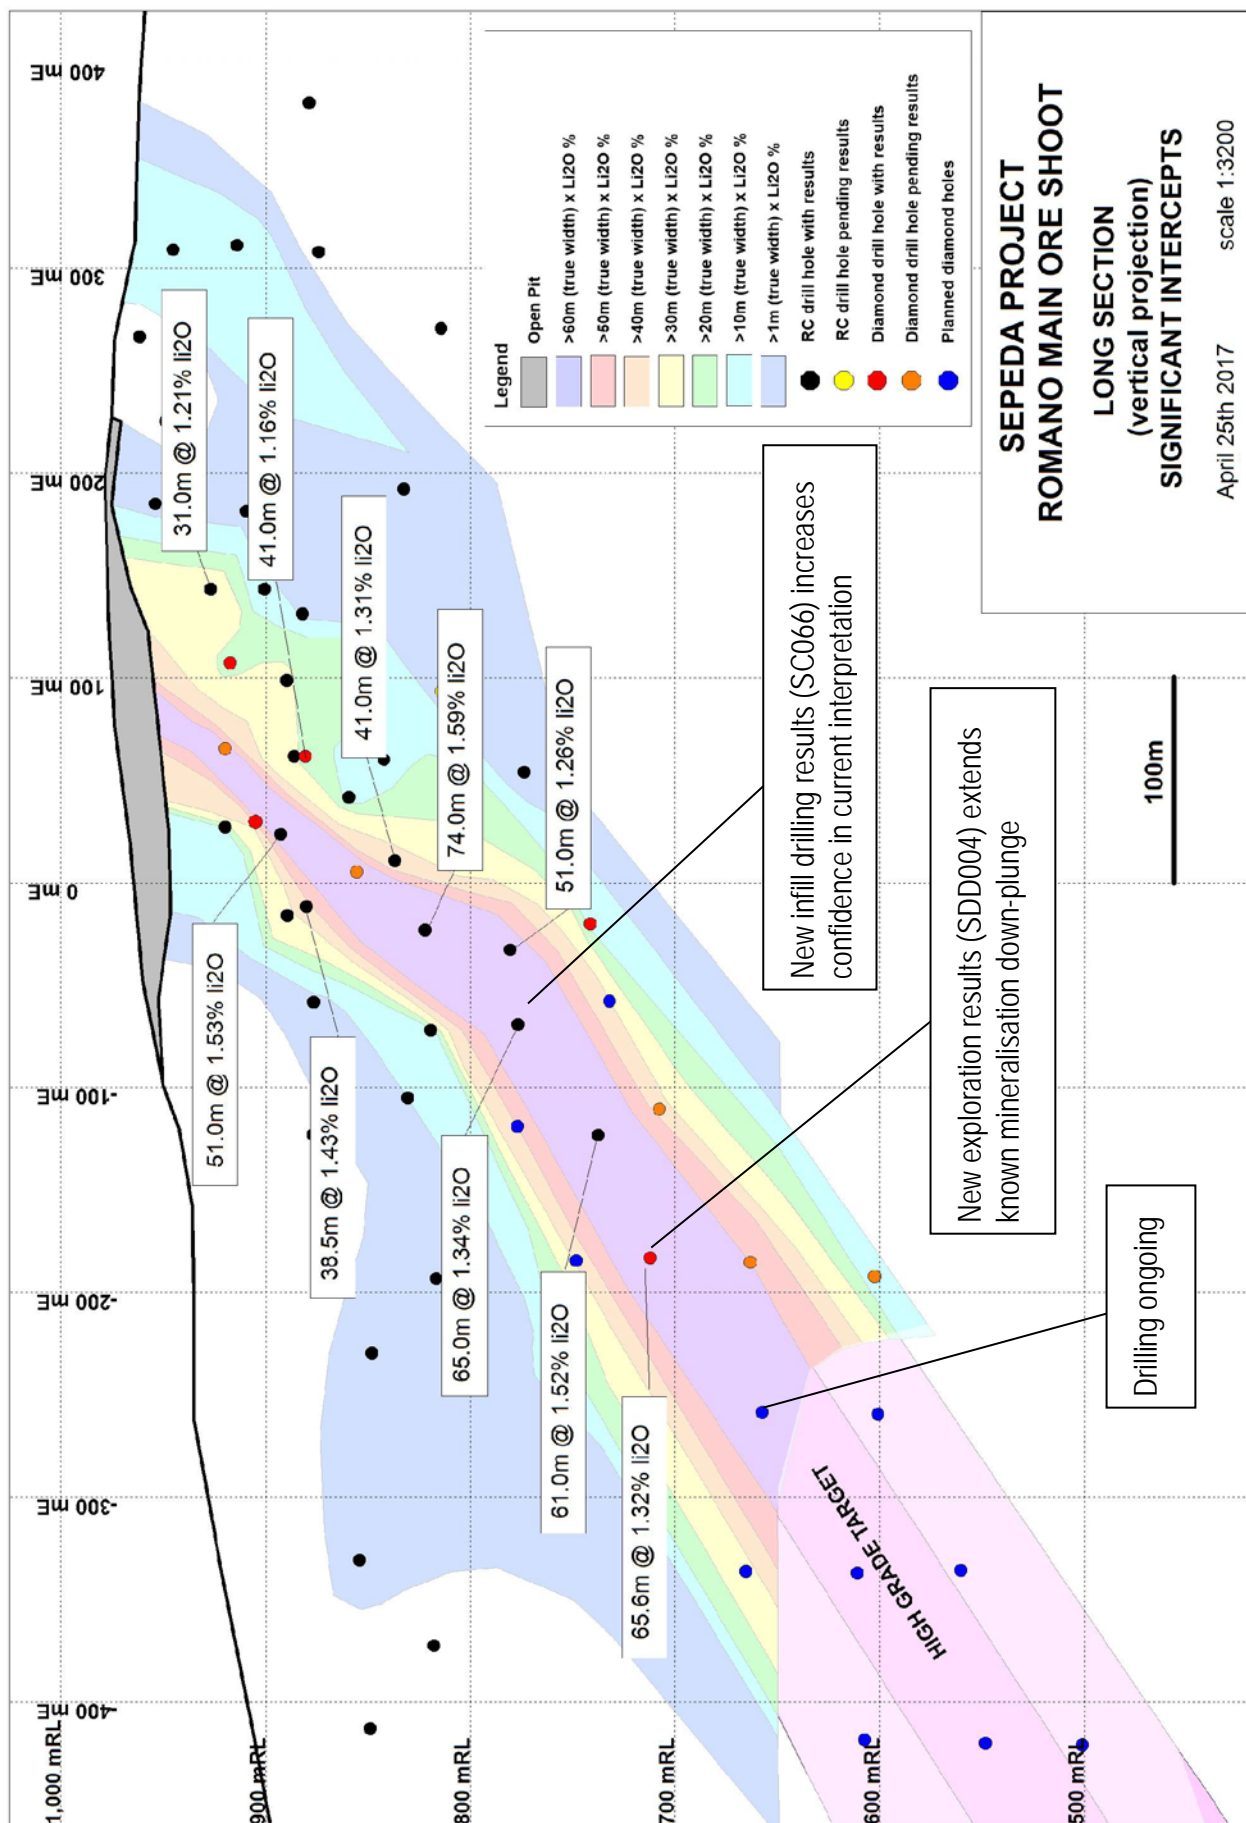 400 mE
300 mE
200 mE
100 mE
0 mE
-100 mE
-200 mE
-300 mE
-400 mE
1,000 mRL
900 mRL
800 mRL
700 mRL
600 mRL
500 mRL
31.0m @ 1.21% li2O
41.0m @ 1.16% li2O
41.0m @ 1.31% li2O
74.0m @ 1.59% li2O
51.0m @ 1.26% li2O
51.0m @ 1.53% li2O
38.5m @ 1.43% li2O
65.0m @ 1.34% li2O
61.0m @ 1.52% li2O
65.6m @ 1.32% li2O
HIGH GRADE TARGET
New infill drilling results (SC066) increases
confidence in current interpretation
New exploration results (SDD004) extends
known mineralisation down-plunge
Drilling ongoing
100m
Legend
Open Pit
>60m (true width) x Li2O %
>50m (true width) x Li2O %
>40m (true width) x Li2O %
>30m (true width) x Li2O %
>20m (true width) x Li2O %
>10m (true width) x Li2O %
>1m (true width) x Li2O %
RC drill hole with results
RC drill hole pending results
Diamond drill hole with results
Diamond drill hole pending results
Planned diamond holes
SEPEDA PROJECT
ROMANO MAIN ORE SHOOT
LONG SECTION
(vertical projection)
SIGNIFICANT INTERCEPTS
April 25th 2017 scale 1:3200